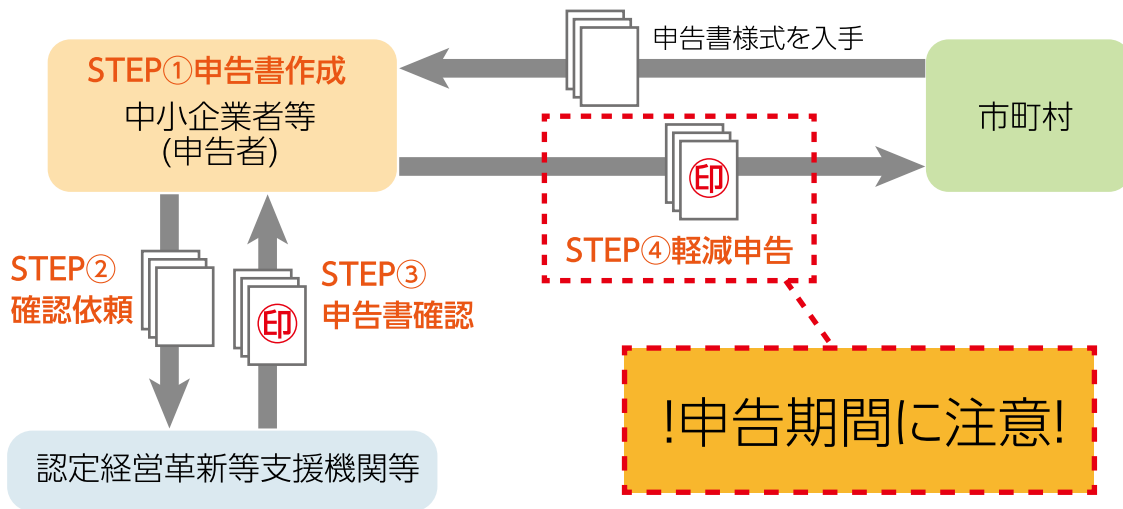 申告書様式を入手
STEP①申告書作成
中小企業者等
(申告者)
市町村
印
STEP④軽減申告
STEP②
確認依頼
STEP③
申告書確認
印
!申告期間に注意!
認定経営革新等支援機関等